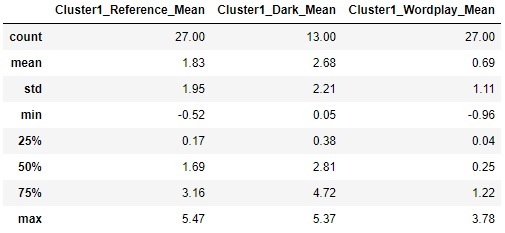 Cluster1_Reference_Mean Cluster1_Dark_Mean Cluster1_Wordplay_Mean
count 27.00 13.00 27.00
mean 1.83 2.68 0.69
std 1.95 2.21 1.11
min -0.52 0.05 -0.96
25% 0.17 0.38 0.04
50% 1.69 2.81 0.25
75% 3.16 4.72 1.22
max 5.47 5.37 3.78